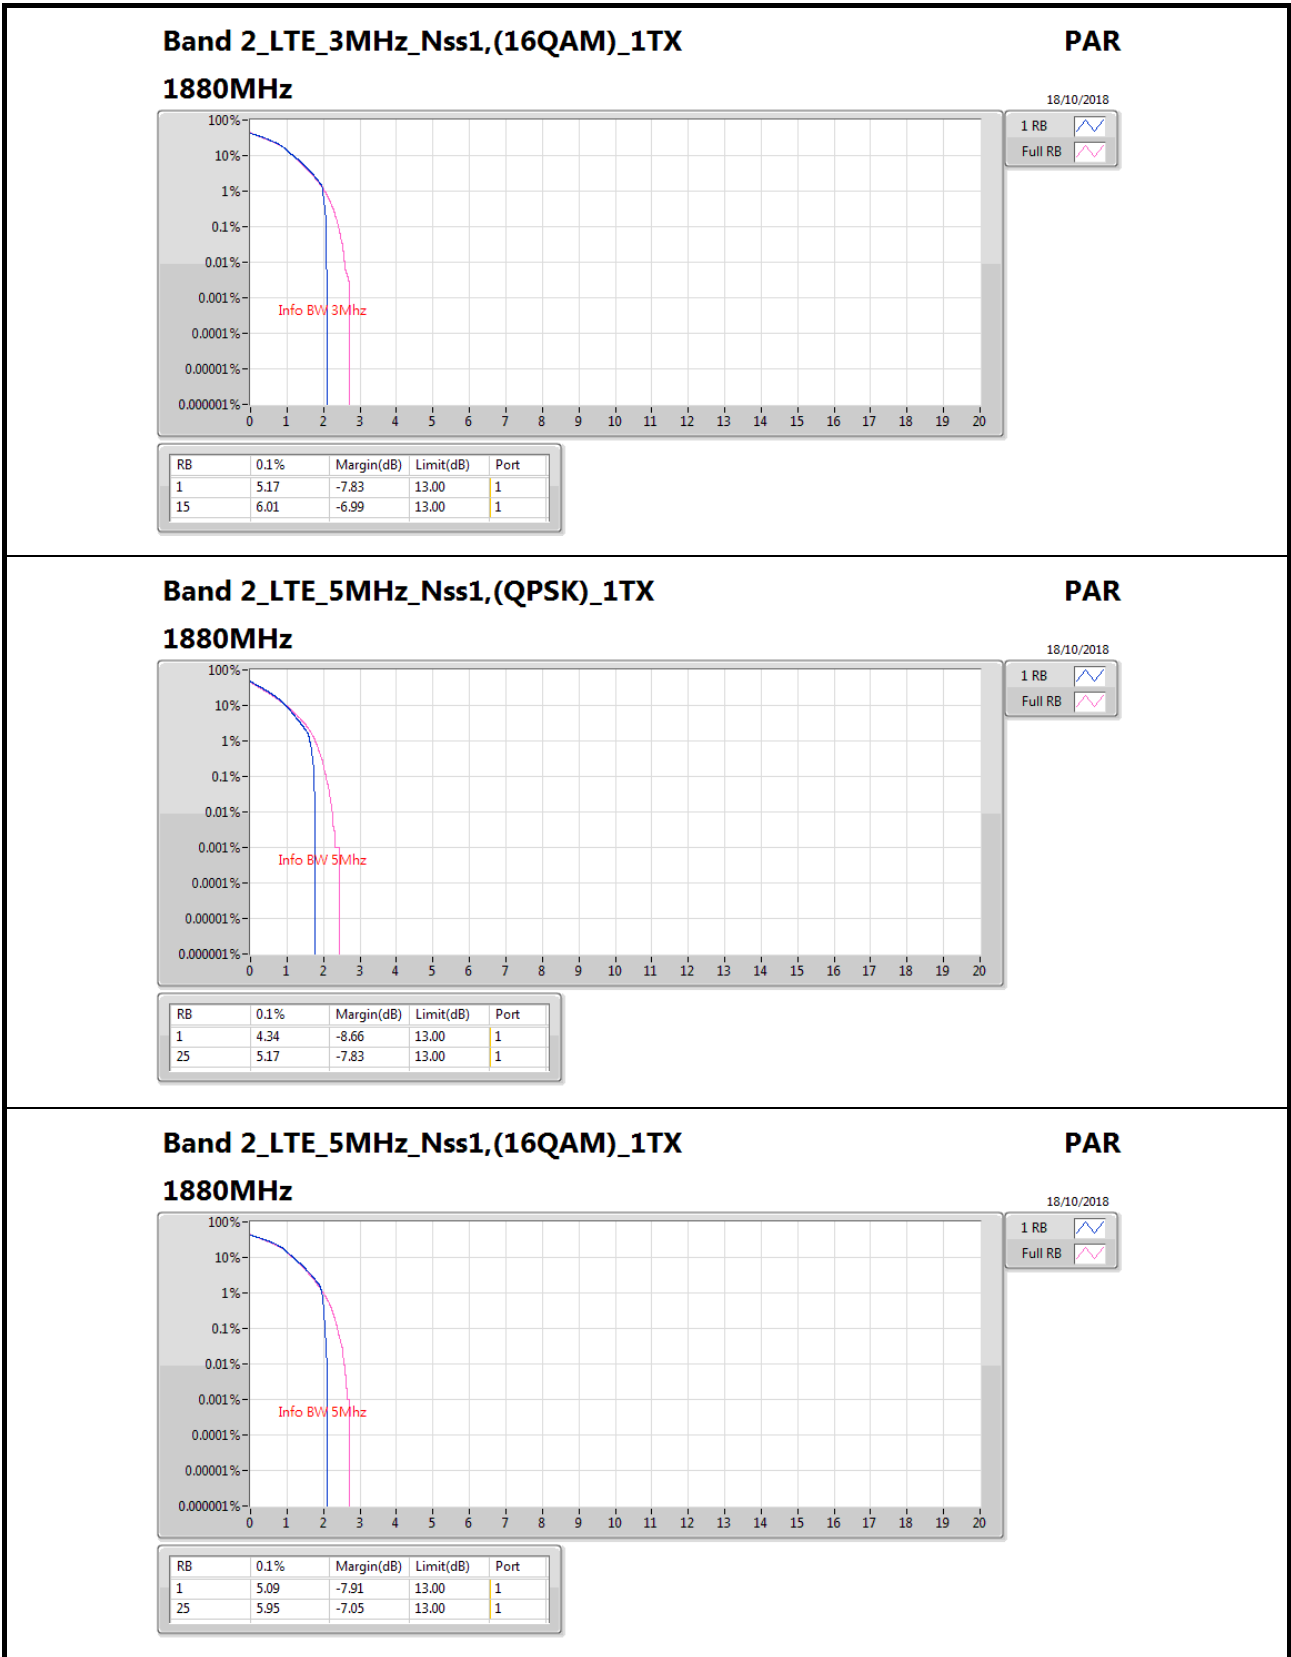 Band 2_LTE_3MHz_Nss1,(16QAM)_1TX PAR
1880MHz
18/10/2018
1 RB
Full RB
100%
10%
1%
0.1%
0.01%
0.001%
0.0001%
0.00001%
0.000001%
Info BW 3Mhz
0 1 2 3 4 5 6 7 8 9 10 11 12 13 14 15 16 17 18 19 20
RB 0.1% Margin(dB) Limit(dB) Port
1 5.17 -7.83 13.00 1
15 6.01 -6.99 13.00 1
Band 2_LTE_5MHz_Nss1,(QPSK)_1TX PAR
1880MHz
18/10/2018
1 RB
Full RB
100%
10%
1%
0.1%
0.01%
0.001%
0.0001%
0.00001%
0.000001%
Info BW 5Mhz
0 1 2 3 4 5 6 7 8 9 10 11 12 13 14 15 16 17 18 19 20
RB 0.1% Margin(dB) Limit(dB) Port
1 4.34 -8.66 13.00 1
25 5.17 -7.83 13.00 1
Band 2_LTE_5MHz_Nss1,(16QAM)_1TX PAR
1880MHz
18/10/2018
1 RB
Full RB
100%
10%
1%
0.1%
0.01%
0.001%
0.0001%
0.00001%
0.000001%
Info BW 5Mhz
0 1 2 3 4 5 6 7 8 9 10 11 12 13 14 15 16 17 18 19 20
RB 0.1% Margin(dB) Limit(dB) Port
1 5.09 -7.91 13.00 1
25 5.95 -7.05 13.00 1